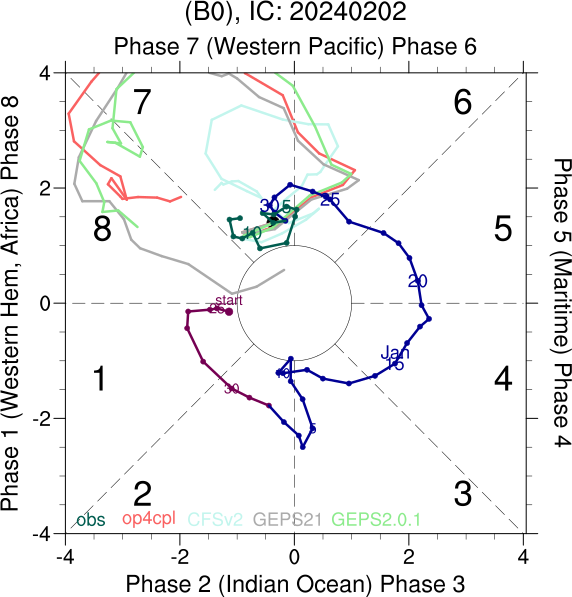 (B0), IC: 20240202
Phase 7 (Western Pacific) Phase 6
4
7
6
Phase 1 (Western Hem, Africa) Phase 8
Phase 5 (Maritime) Phase 4
2
30
5
25
10
8
5
20
0
start
Jan
15
10
1
4
30
-2
5
2
3
obs op4cpl CFSv2 GEPS21 GEPS2.0.1
-4
-4 -2 0 2 4
Phase 2 (Indian Ocean) Phase 3